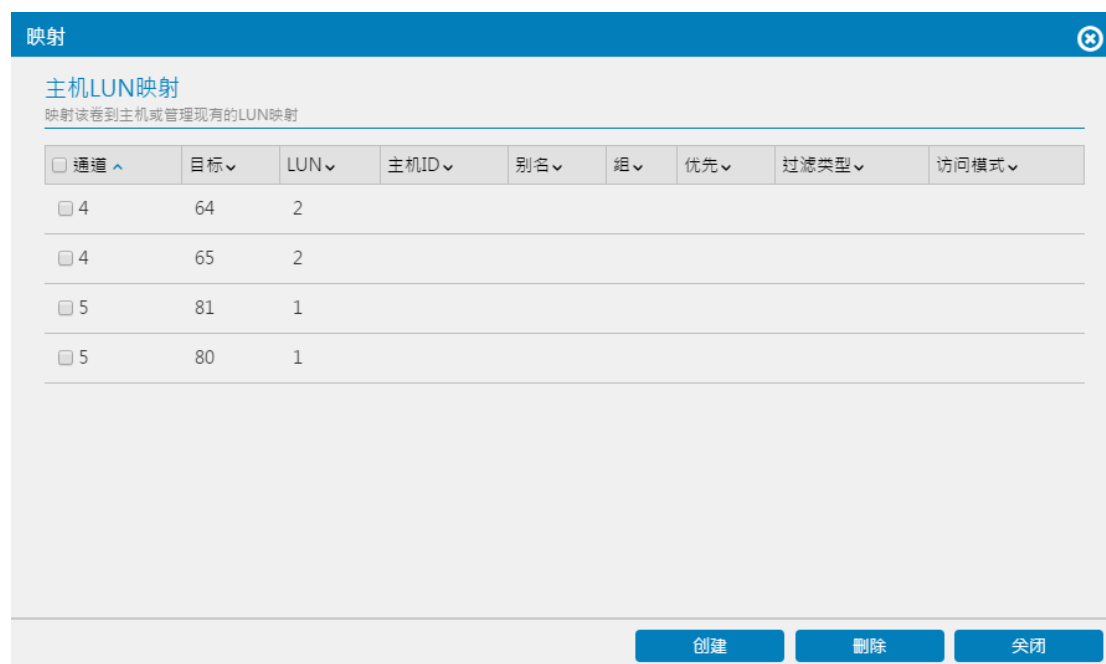 映射
主机LUN映射
映射该卷到主机或管理现有的LUN映射
通道 目标 LUN 主机ID 别名 组 优先 过滤类型 访问模式
4 64 2
4 65 2
5 81 1
5 80 1
创建 删除 关闭